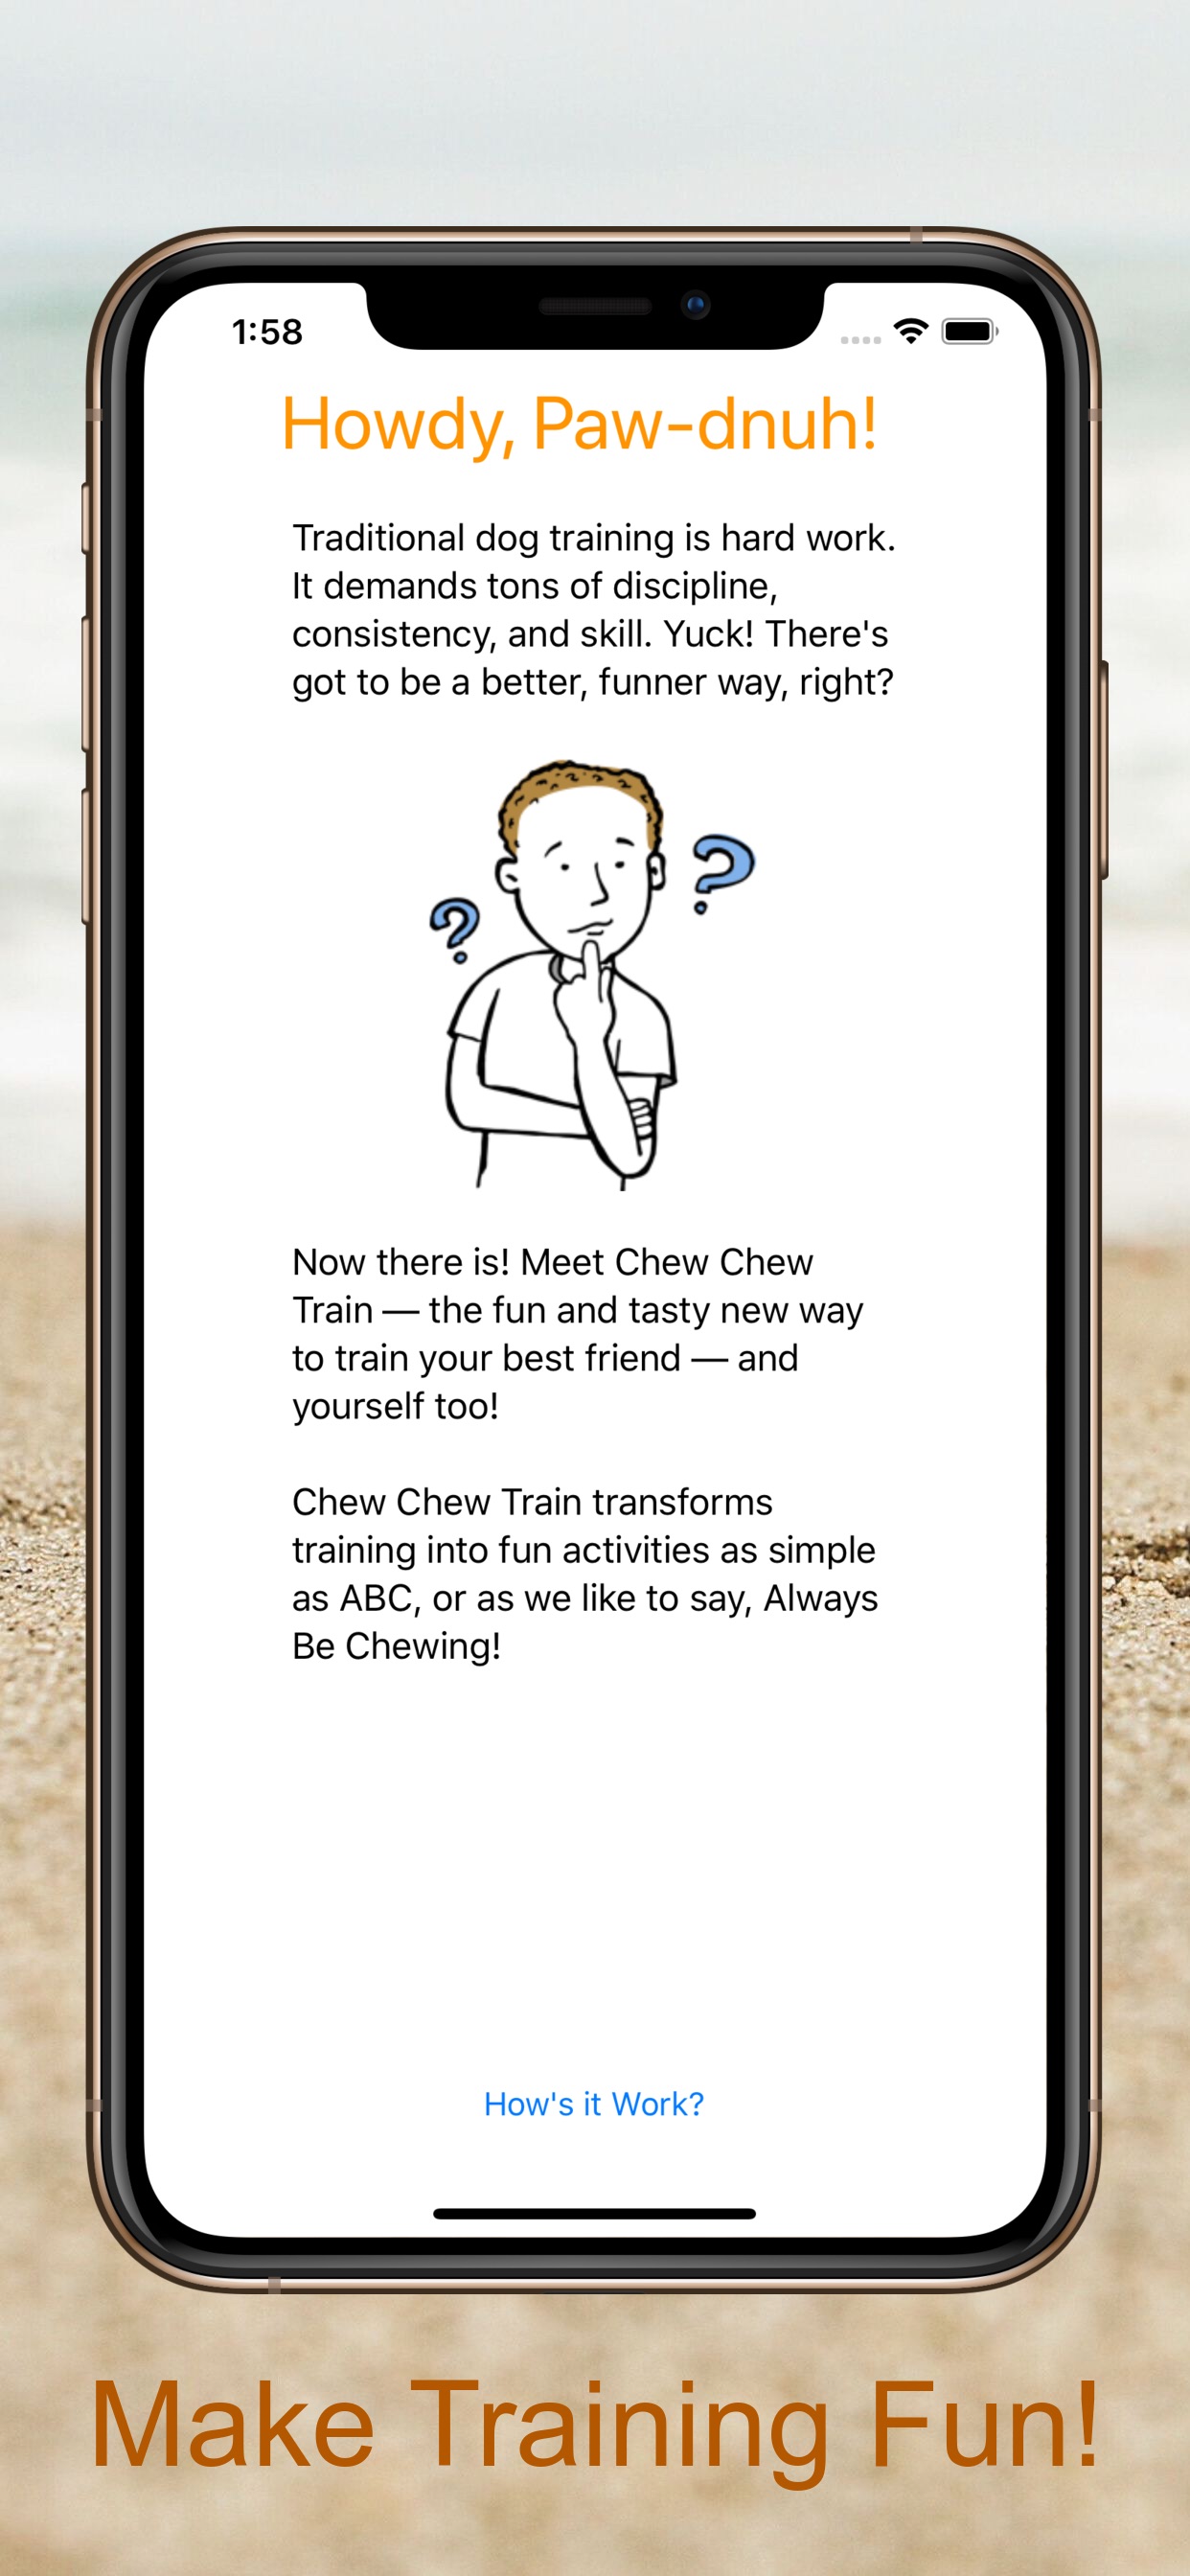 1:58
Howdy, Paw-dnuh!
Traditional dog training is hard work.
It demands tons of discipline,
consistency, and skill. Yuck! There's
got to be a better, funner way, right?
? ?
Now there is! Meet Chew Chew
Train — the fun and tasty new way
to train your best friend — and
yourself too!
Chew Chew Train transforms
training into fun activities as simple
as ABC, or as we like to say, Always
Be Chewing!
How's it Work?
Make Training Fun!